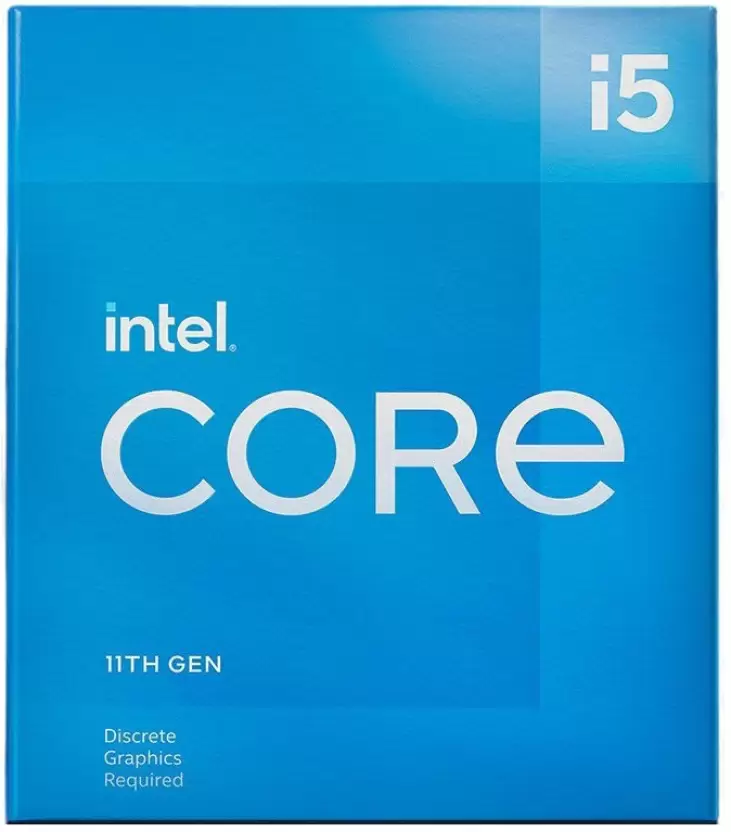 i5
intel.
CORe
11TH GEN
Discrete
Graphics
Required